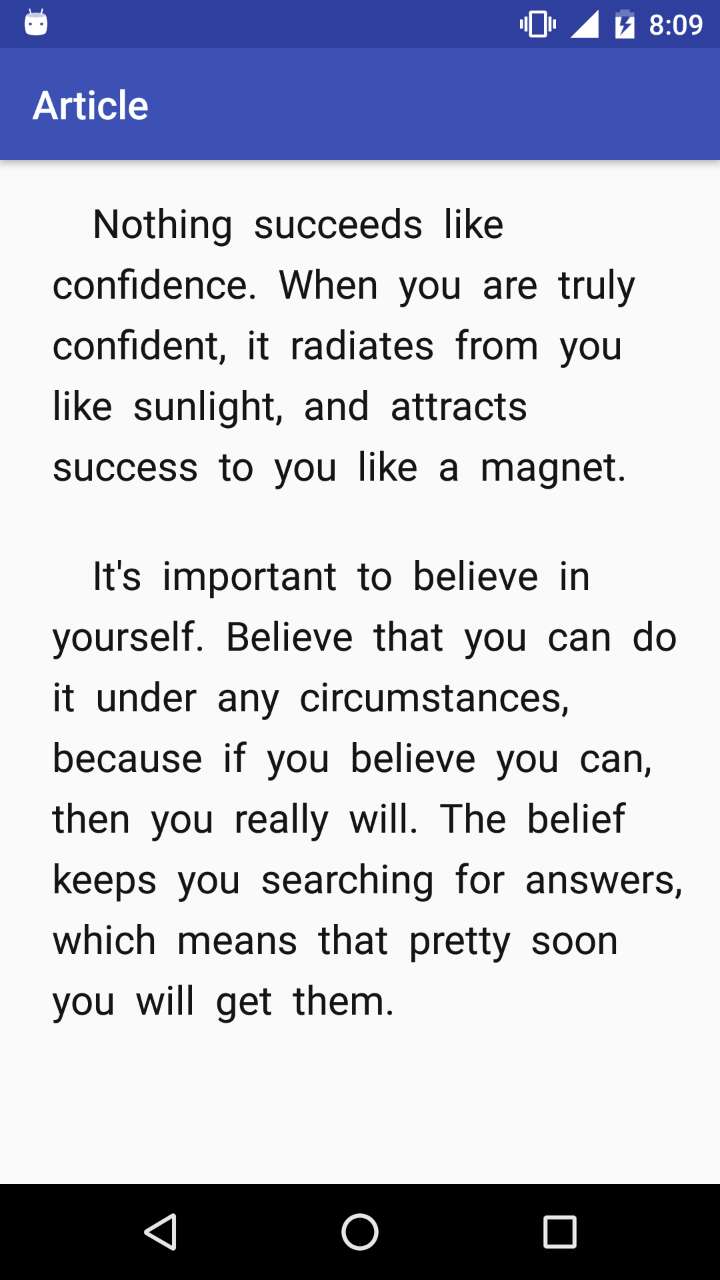 8:09
Article
Nothing succeeds like
confidence. When you are truly
confident, it radiates from you
like sunlight, and attracts
success to you like a magnet.
It's important to believe in
yourself. Believe that you can do
it under any circumstances,
because if you believe you can,
then you really will. The belief
keeps you searching for answers,
which means that pretty soon
you will get them.